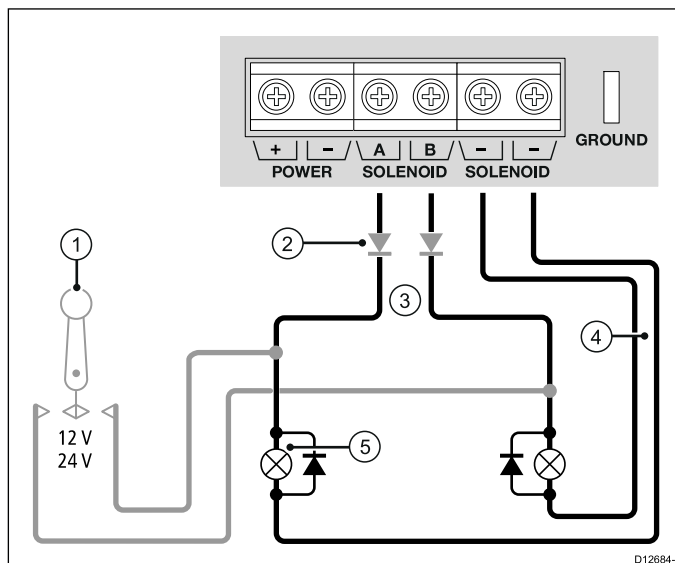 + - A B - -
POWER SOLENOID SOLENOID
GROUND
1
2
3
4
5
12 V
24 V
D12684-